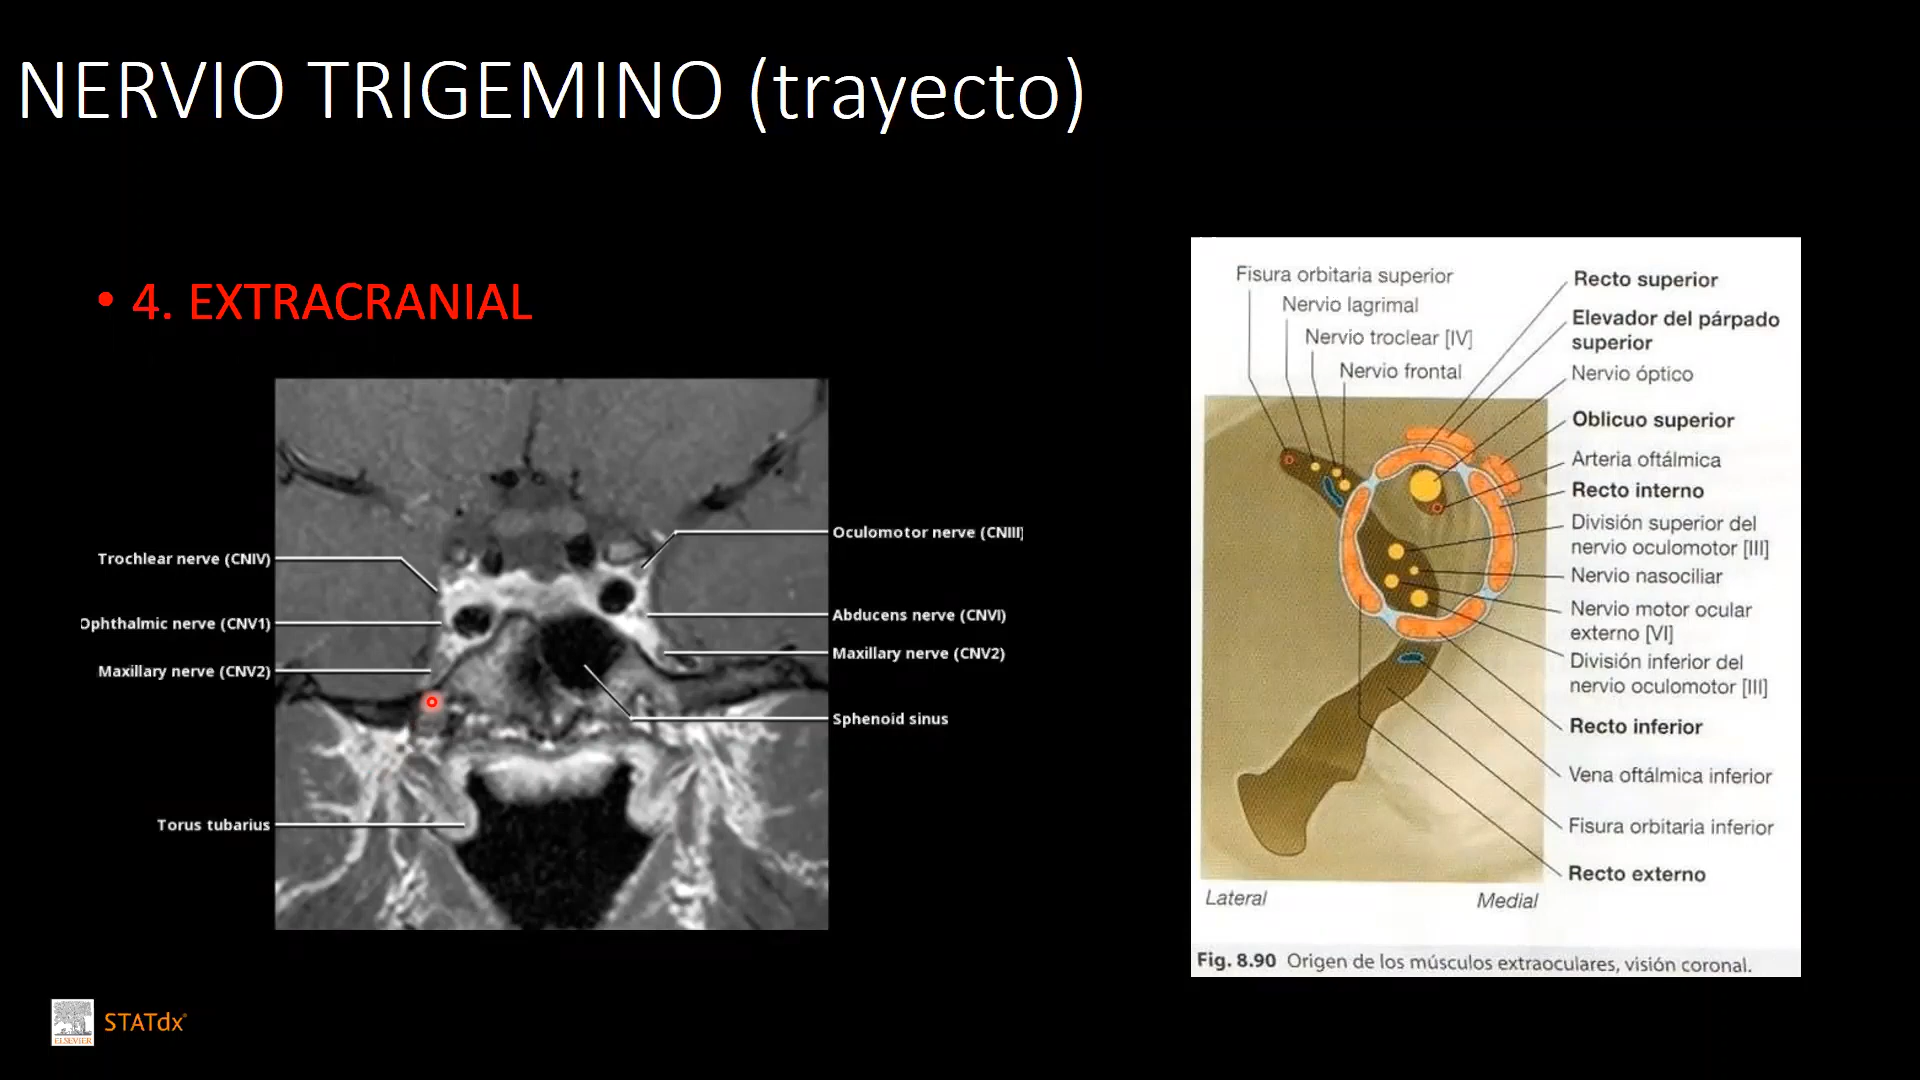 NERVIO TRIGEMINO (trayecto)
• 4. EXTRACRANIAL
Trochlear nerve (CNIV)
Ophthalmic nerve (CNV1)
Maxillary nerve (CNV2)
Torus tubarius
Oculomotor nerve (CNIII)
Abducens nerve (CNVI)
Maxillary nerve (CNV2)
Sphenoid sinus
Fisura orbitaria superior
Nervio lagrimal
Nervio troclear [IV]
Nervio frontal
Recto superior
Elevador del párpado
superior
Nervio óptico
Oblicuo superior
Arteria oftálmica
Recto interno
División superior del
nervio oculomotor [III]
Nervio nasociliar
Nervio motor ocular
externo [VI]
División inferior del
nervio oculomotor [III]
Recto inferior
Vena oftálmica inferior
Fisura orbitaria inferior
Recto externo
Lateral
Medial
Fig. 8.90 Origen de los músculos extraoculares, visión coronal.
ELSEVIER
STATdx®